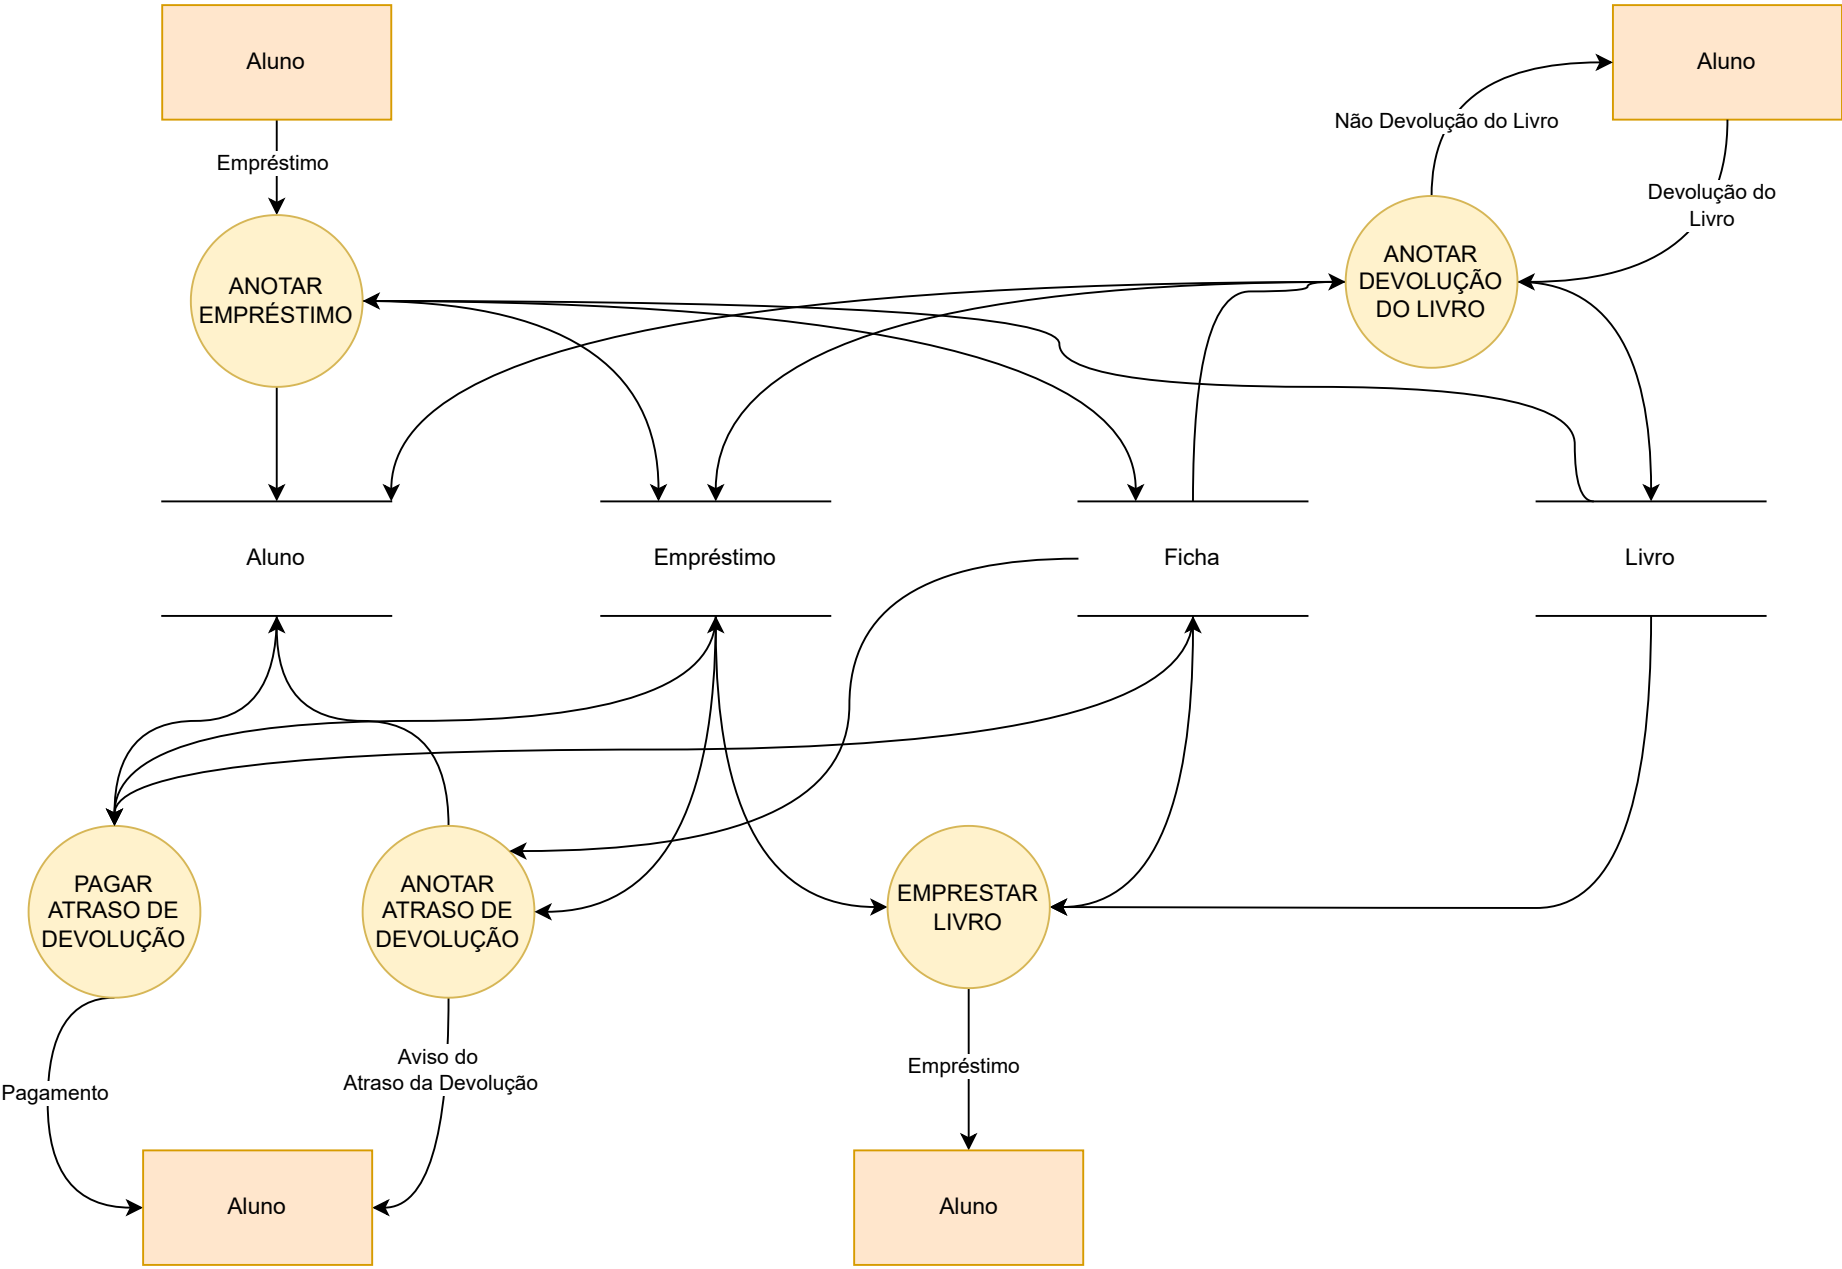 Aluno
Aluno
Não Devolução do Livro
Empréstimo
Devolução do
Livro
ANOTAR
EMPRÉSTIMO
ANOTAR
DEVOLUÇÃO
DO LIVRO
Aluno
Empréstimo
Ficha
Livro
PAGAR
ATRASO DE
DEVOLUÇÃO
ANOTAR
ATRASO DE
DEVOLUÇÃO
EMPRESTAR
LIVRO
Pagamento
Aviso do
Atraso da Devolução
Empréstimo
Aluno
Aluno